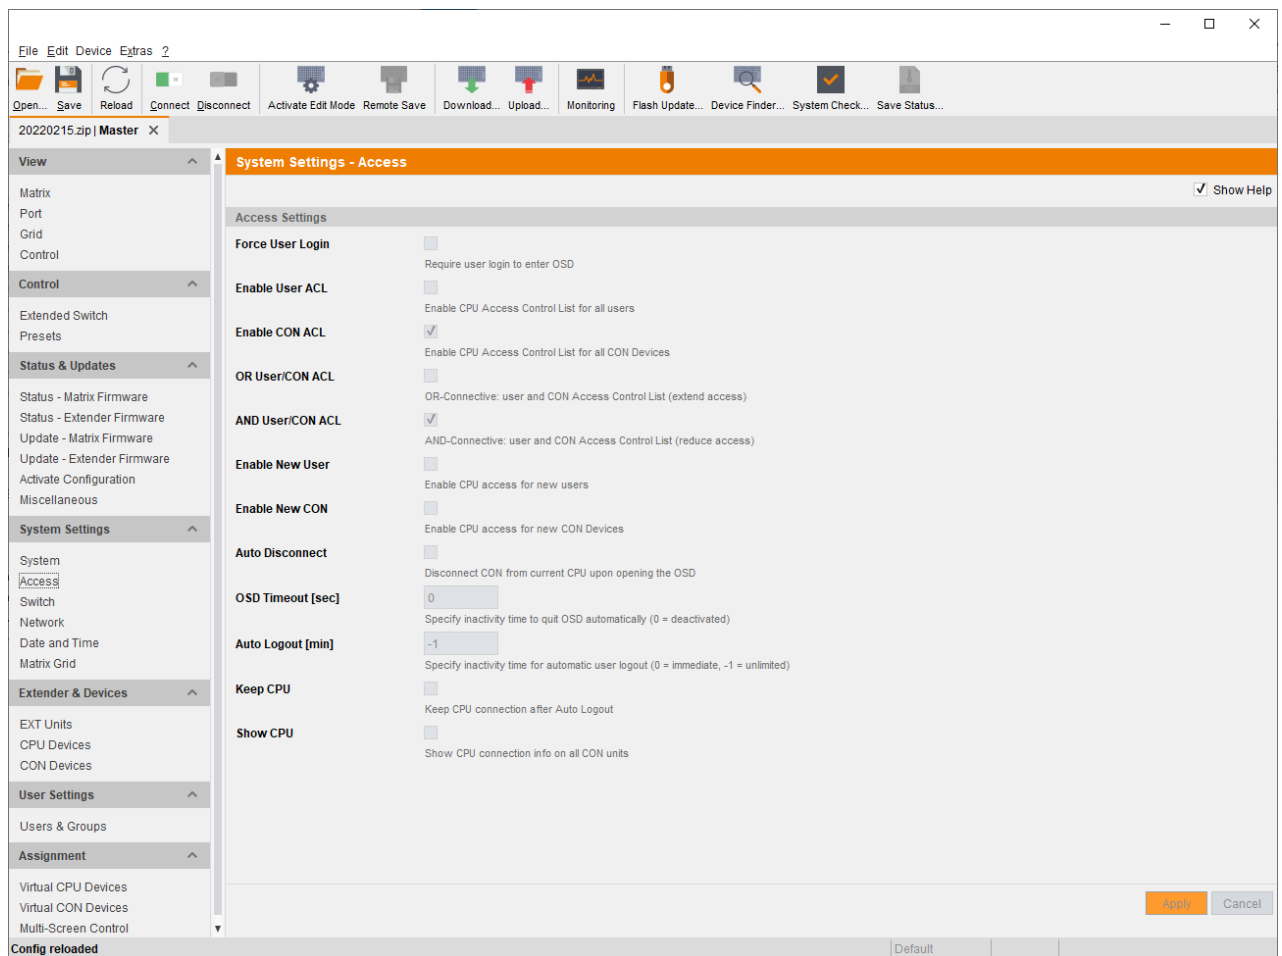 File Edit Device Extras ?
Open... Save Reload Connect Disconnect Activate Edit Mode Remote Save Download... Upload... Monitoring Flash Update... Device Finder... System Check... Save Status...
20220215.zip | Master
View
Matrix
Port
Grid
Control
Control
Extended Switch
Presets
Status & Updates
Status - Matrix Firmware
Status - Extender Firmware
Update - Matrix Firmware
Update - Extender Firmware
Activate Configuration
Miscellaneous
System Settings
System
Access
Switch
Network
Date and Time
Matrix Grid
Extender & Devices
EXT Units
CPU Devices
CON Devices
User Settings
Users & Groups
Assignment
Virtual CPU Devices
Virtual CON Devices
Multi-Screen Control
System Settings - Access
Show Help
Access Settings
Force User Login
Require user login to enter OSD
Enable User ACL
Enable CPU Access Control List for all users
Enable CON ACL
Enable CPU Access Control List for all CON Devices
OR User/CON ACL
OR-Connective: user and CON Access Control List (extend access)
AND User/CON ACL
AND-Connective: user and CON Access Control List (reduce access)
Enable New User
Enable CPU access for new users
Enable New CON
Enable CPU access for new CON Devices
Auto Disconnect
Disconnect CON from current CPU upon opening the OSD
OSD Timeout [sec] 0
Specify inactivity time to quit OSD automatically (0 = deactivated)
Auto Logout [min] -1
Specify inactivity time for automatic user logout (0 = immediate, -1 = unlimited)
Keep CPU
Keep CPU connection after Auto Logout
Show CPU
Show CPU connection info on all CON units
Apply Cancel
Config reloaded Default